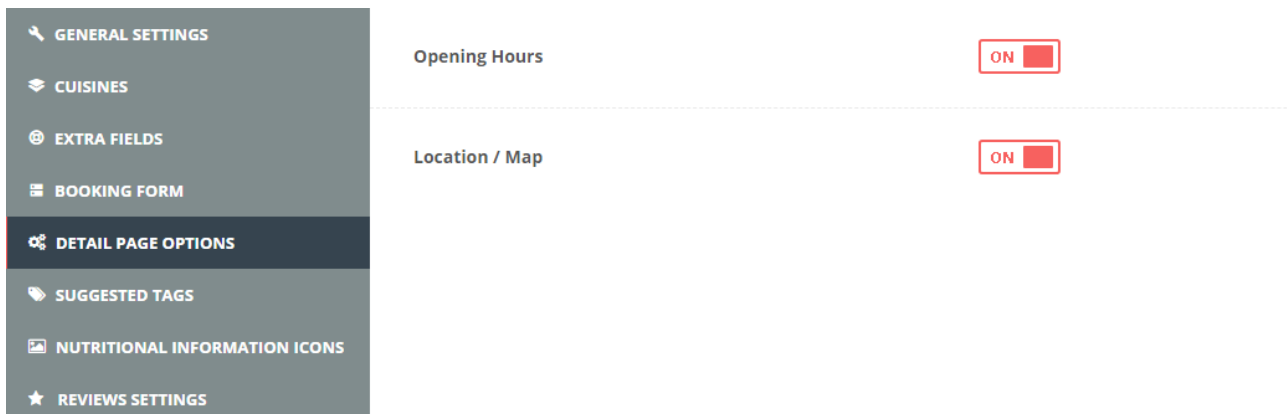 GENERAL SETTINGS
CUISINES
EXTRA FIELDS
BOOKING FORM
DETAIL PAGE OPTIONS
SUGGESTED TAGS
NUTRITIONAL INFORMATION ICONS
REVIEWS SETTINGS
Opening Hours ON
Location / Map ON